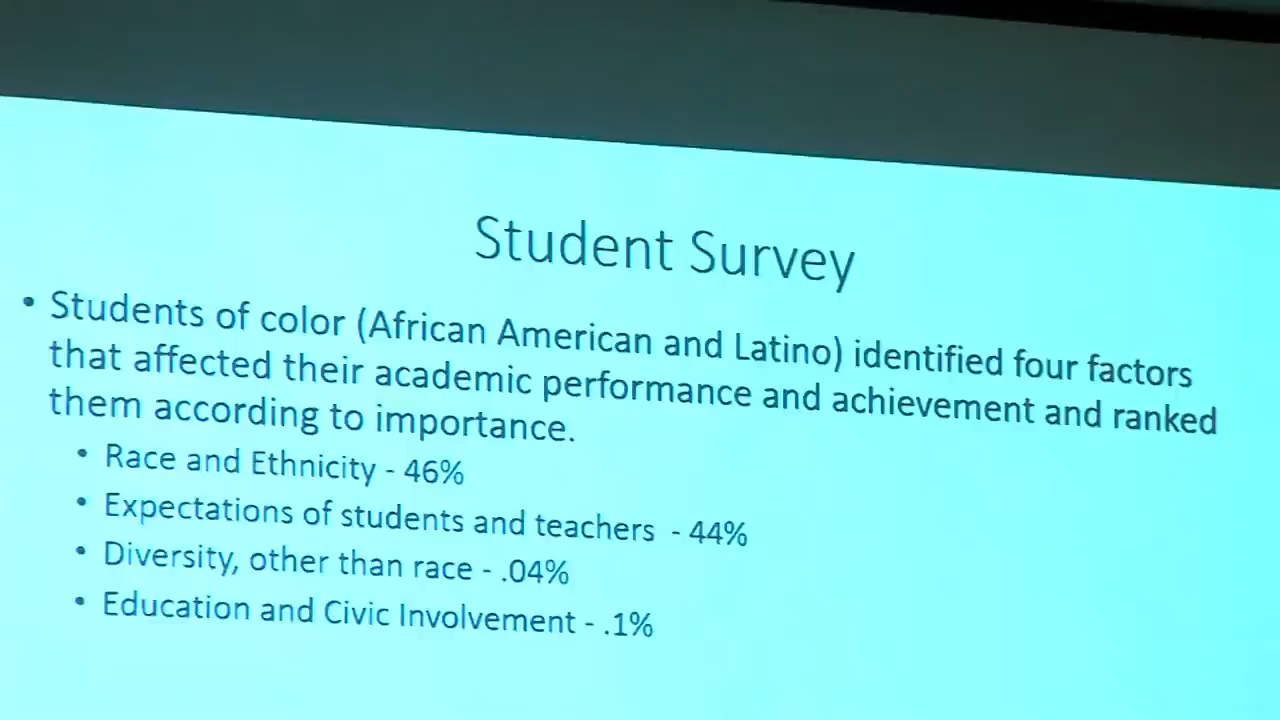 Student Survey
• Students of color (African American and Latino) identified four factors
that affected their academic performance and achievement and ranked
them according to importance.
• Race and Ethnicity - 46%
• Expectations of students and teachers - 44%
• Diversity, other than race - .04%
• Education and Civic Involvement - .1%